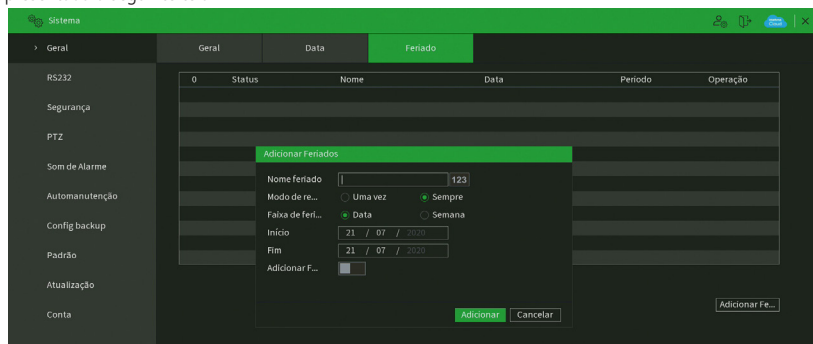 Sistema
Geral
Geral
Data
Feriado
RS232
Segurança
PTZ
Som de Alarme
Automanutenção
Config backup
Padrão
Atualização
Conta
0 Status Nome Data Período Operação
Adicionar Feriados
Nome feriado 123
Modo de re... Uma vez Sempre
Faixa de feri... Data Semana
Início 21 / 07 / 2020
Fim 21 / 07 / 2020
Adicionar F...
Adicionar Cancelar
Adicionar Fe...